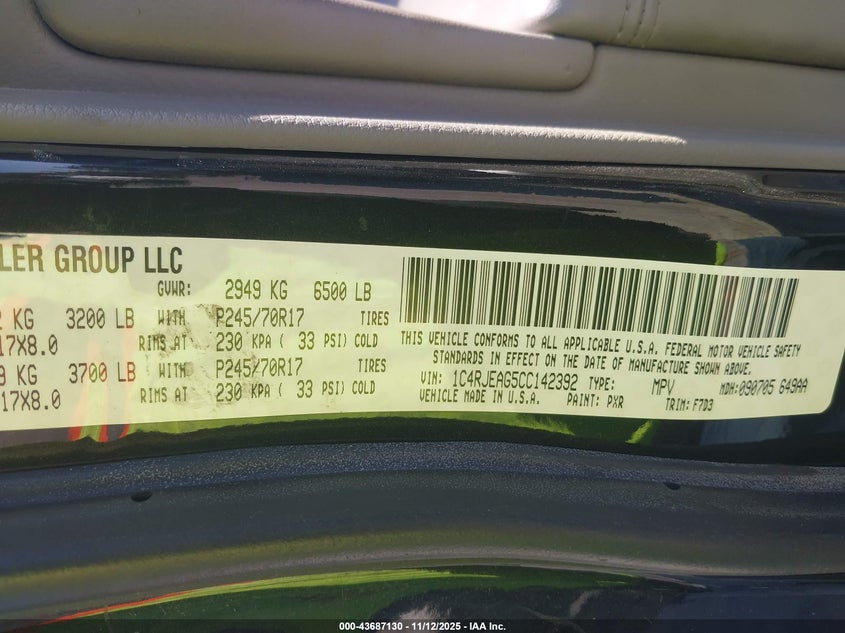 LER GROUP LLC
GVWR: 2949 KG 6500 LB
KG 3200 LB WITH P245/70R17 TIRES
17X8.0 RIMS AT 230 KPA ( 33 PSI) COLD
KG 3700 LB WITH P245/70R17 TIRES
17X8.0 RIMS AT 230 KPA ( 33 PSI) COLD
THIS VEHICLE CONFORMS TO ALL APPLICABLE U.S.A. FEDERAL MOTOR VEHICLE SAFETY
STANDARDS IN EFFECT ON THE DATE OF MANUFACTURE SHOWN ABOVE.
VIN: 1C4RJEAG5CC142392 TYPE: MPV MDH:090705 649AA
VEHICLE MADE IN U.S.A. PAINT: PXR TRIM: F7D3
000-43687130 - 11/12/2025 - IAA Inc.